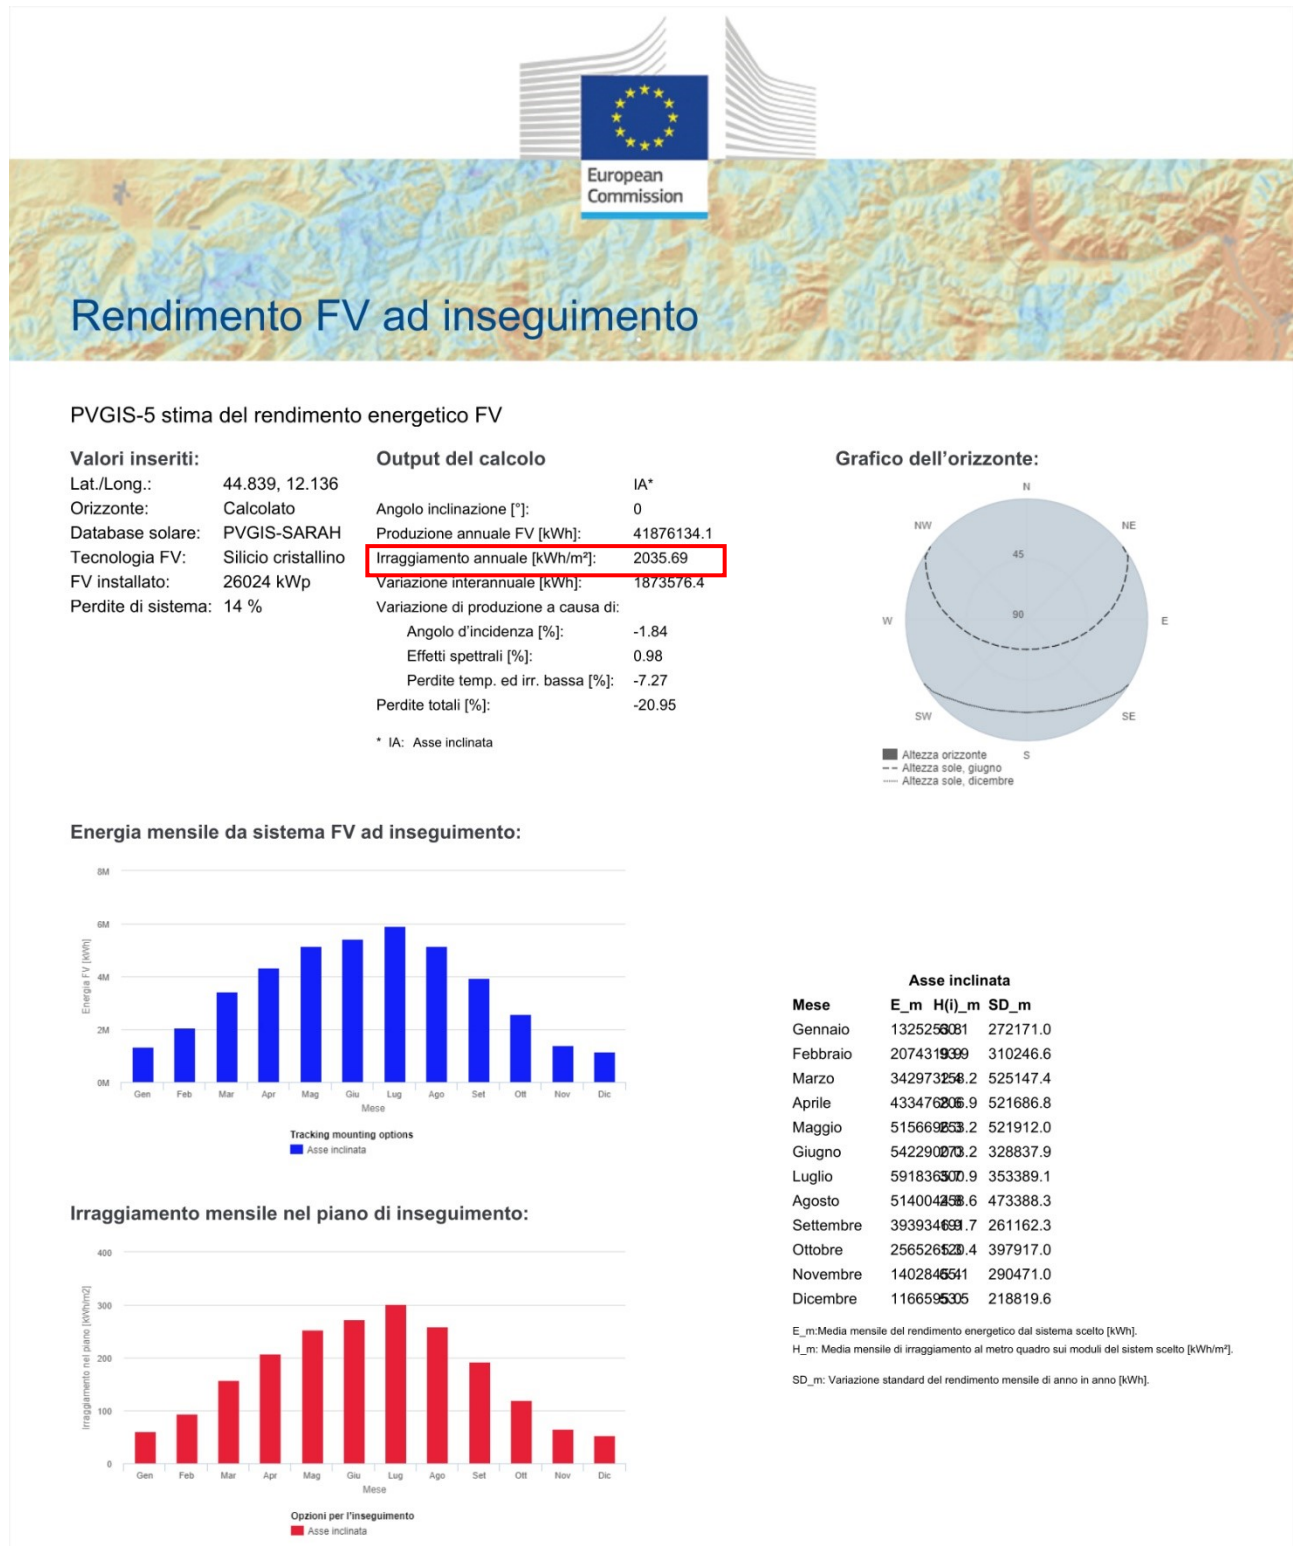 European
Commission
Rendimento FV ad inseguimento
PVGIS-5 stima del rendimento energetico FV
Valori inseriti:
Lat./Long.: 44.839, 12.136
Orizzonte: Calcolato
Database solare: PVGIS-SARAH
Tecnologia FV: Silicio cristallino
FV installato: 26024 kWp
Perdite di sistema: 14 %
Output del calcolo
IA*
Angolo inclinazione [°]: 0
Produzione annuale FV [kWh]: 41876134.1
Irraggiamento annuale [kWh/m²]: 2035.69
Variazione interannuale [kWh]: 1873576.4
Variazione di produzione a causa di:
Angolo d'incidenza [%]: -1.84
Effetti spettrali [%]: 0.98
Perdite temp. ed irr. bassa [%]: -7.27
Perdite totali [%]: -20.95
* IA: Asse inclinata
Grafico dell'orizzonte:
N
NW NE
45
90
W E
SW SE
S
Altezza orizzonte
Altezza sole, giugno
Altezza sole, dicembre
Energia mensile da sistema FV ad inseguimento:
8M
6M
4M
2M
0M
Energia FV [kWh]
Gen Feb Mar Apr Mag Giu Lug Ago Set Ott Nov Dic
Mese
Tracking mounting options
Asse inclinata
Irraggiamento mensile nel piano di inseguimento:
400
300
200
100
0
Irraggiamento nel piano [kWh/m2]
Gen Feb Mar Apr Mag Giu Lug Ago Set Ott Nov Dic
Mese
Opzioni per l'inseguimento
Asse inclinata
Asse inclinata
Mese E_m H(i)_m SD_m
Gennaio 272171.0
Febbraio 310246.6
Marzo 525147.4
Aprile 521686.8
Maggio 521912.0
Giugno 328837.9
Luglio 353389.1
Agosto 473388.3
Settembre 261162.3
Ottobre 397917.0
Novembre 290471.0
Dicembre 218819.6
E_m:Media mensile del rendimento energetico dal sistema scelto [kWh].
H_m: Media mensile di irraggiamento al metro quadro sui moduli del sistem scelto [kWh/m²].
SD_m: Variazione standard del rendimento mensile di anno in anno [kWh].